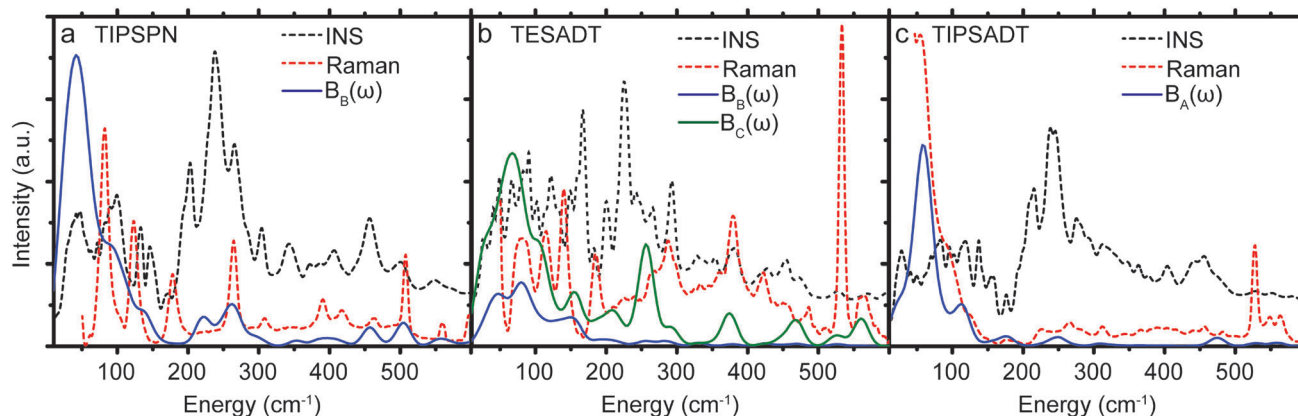 a TIPSPN
INS
Raman
B_B(ω)
b TESADT
INS
Raman
B_B(ω)
B_C(ω)
c TIPSADT
INS
Raman
B_A(ω)
Intensity (a.u.)
100 200 300 400 500
100 200 300 400 500
100 200 300 400 500
Energy (cm⁻¹)
Energy (cm⁻¹)
Energy (cm⁻¹)